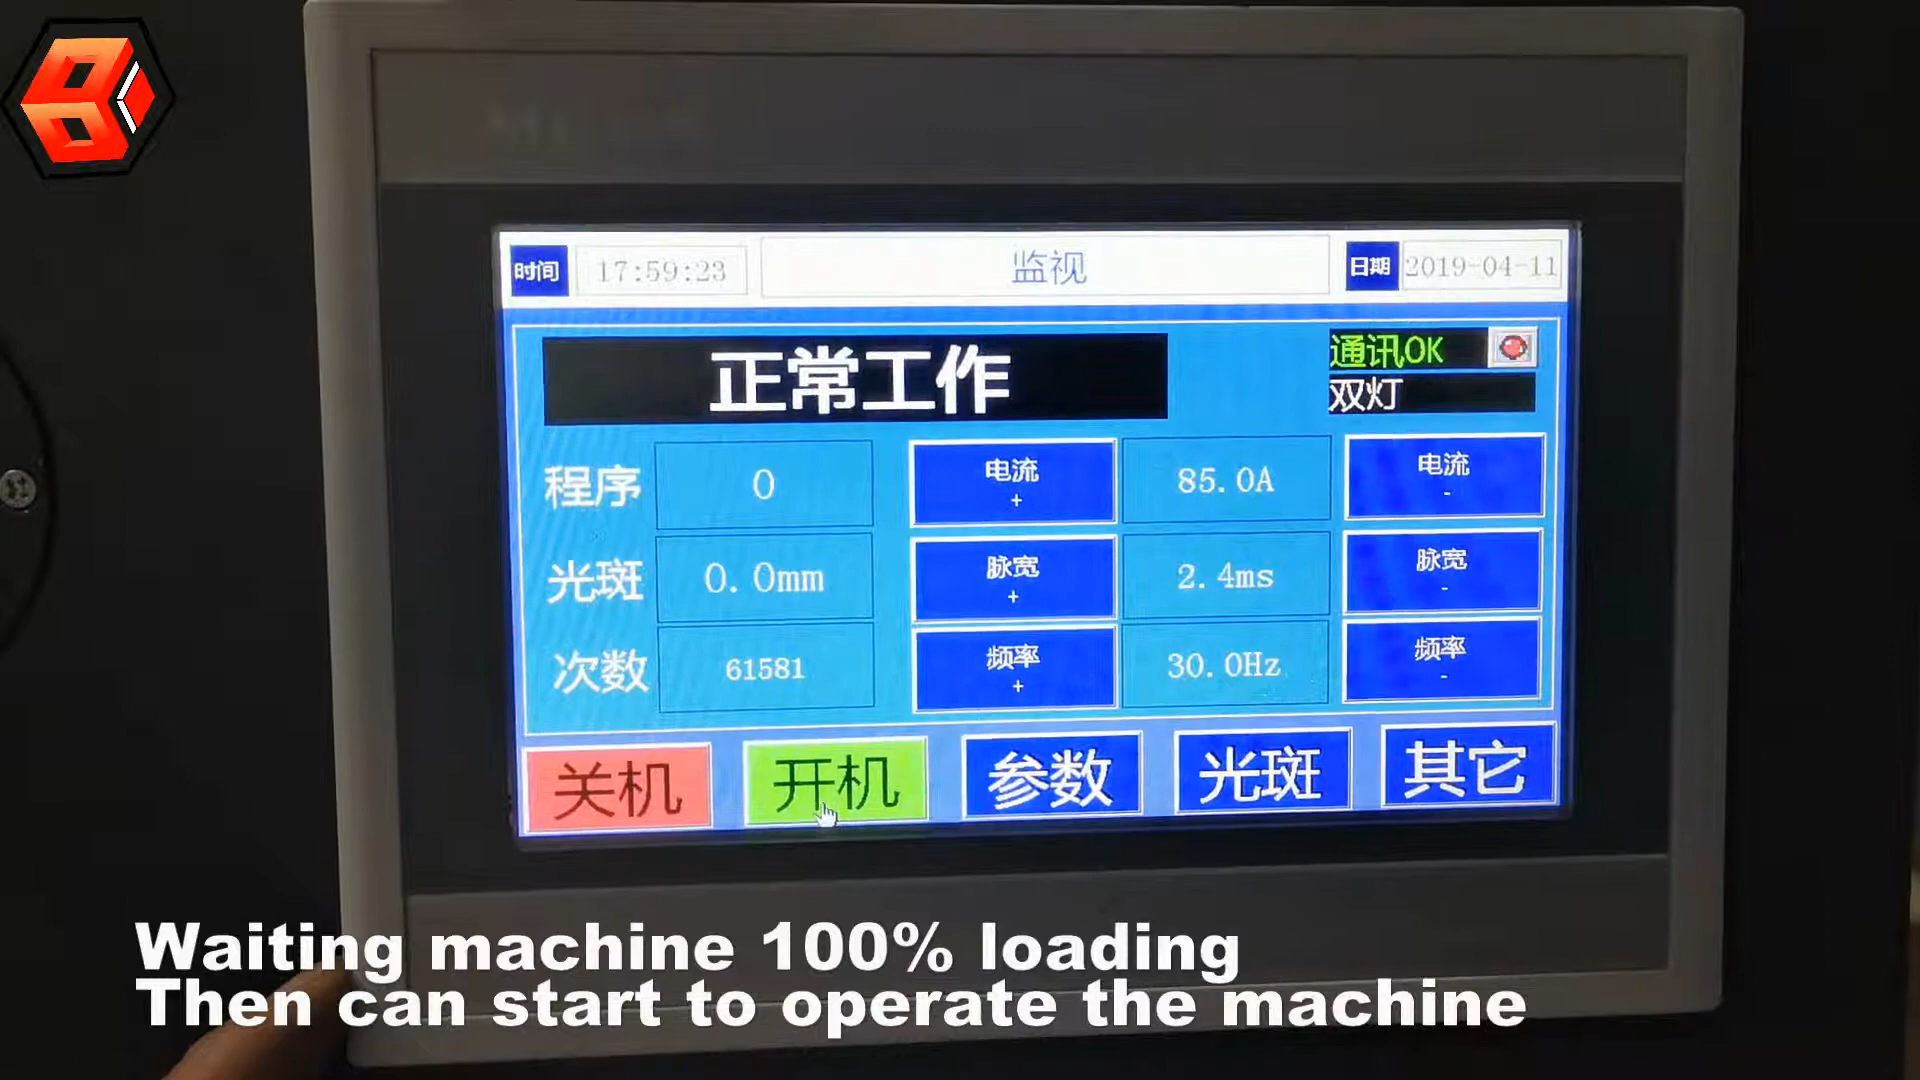 时间 17:59:23 监视 日期 2019-04-11
正常工作 通讯OK
双灯
程序 0 电流 + 85.0A 电流 -
光斑 0.0mm 脉宽 + 2.4ms 脉宽 -
次数 61581 频率 + 30.0Hz 频率 -
关机 开机 参数 光斑 其它
Waiting machine 100% loading
Then can start to operate the machine